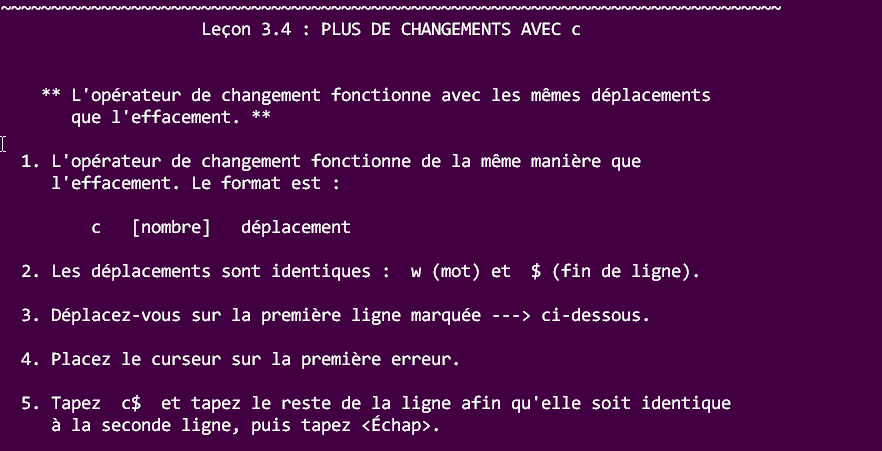 ~~~~~~~~~~~~~~~~~~~~~~~~~~~~~~~~~~~~~~~~~~~~~~~~~~~~~~~~~~~~~~~~~~~~~~~~~~~~~~
Leçon 3.4 : PLUS DE CHANGEMENTS AVEC c
** L'opérateur de changement fonctionne avec les mêmes déplacements
que l'effacement. **
1. L'opérateur de changement fonctionne de la même manière que
l'effacement. Le format est :
c [nombre] déplacement
2. Les déplacements sont identiques : w (mot) et $ (fin de ligne).
3. Déplacez-vous sur la première ligne marquée ---> ci-dessous.
4. Placez le curseur sur la première erreur.
5. Tapez c$ et tapez le reste de la ligne afin qu'elle soit identique
à la seconde ligne, puis tapez <Échap>.